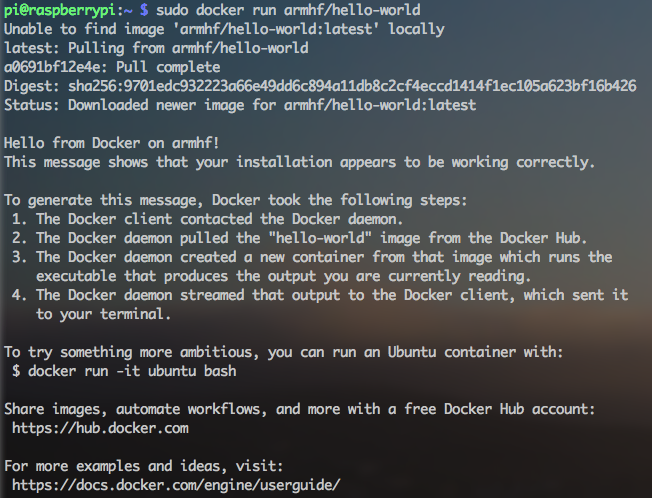 pi@raspberrypi:~ $ sudo docker run armhf/hello-world
Unable to find image 'armhf/hello-world:latest' locally
latest: Pulling from armhf/hello-world
a0691bf12e4e: Pull complete
Digest: sha256:9701edc932223a66e49dd6c894a11db8c2cf4eccd1414f1ec105a623bf16b426
Status: Downloaded newer image for armhf/hello-world:latest
Hello from Docker on armhf!
This message shows that your installation appears to be working correctly.
To generate this message, Docker took the following steps:
1. The Docker client contacted the Docker daemon.
2. The Docker daemon pulled the "hello-world" image from the Docker Hub.
3. The Docker daemon created a new container from that image which runs the
executable that produces the output you are currently reading.
4. The Docker daemon streamed that output to the Docker client, which sent it
to your terminal.
To try something more ambitious, you can run an Ubuntu container with:
$ docker run -it ubuntu bash
Share images, automate workflows, and more with a free Docker Hub account:
https://hub.docker.com
For more examples and ideas, visit:
https://docs.docker.com/engine/userguide/